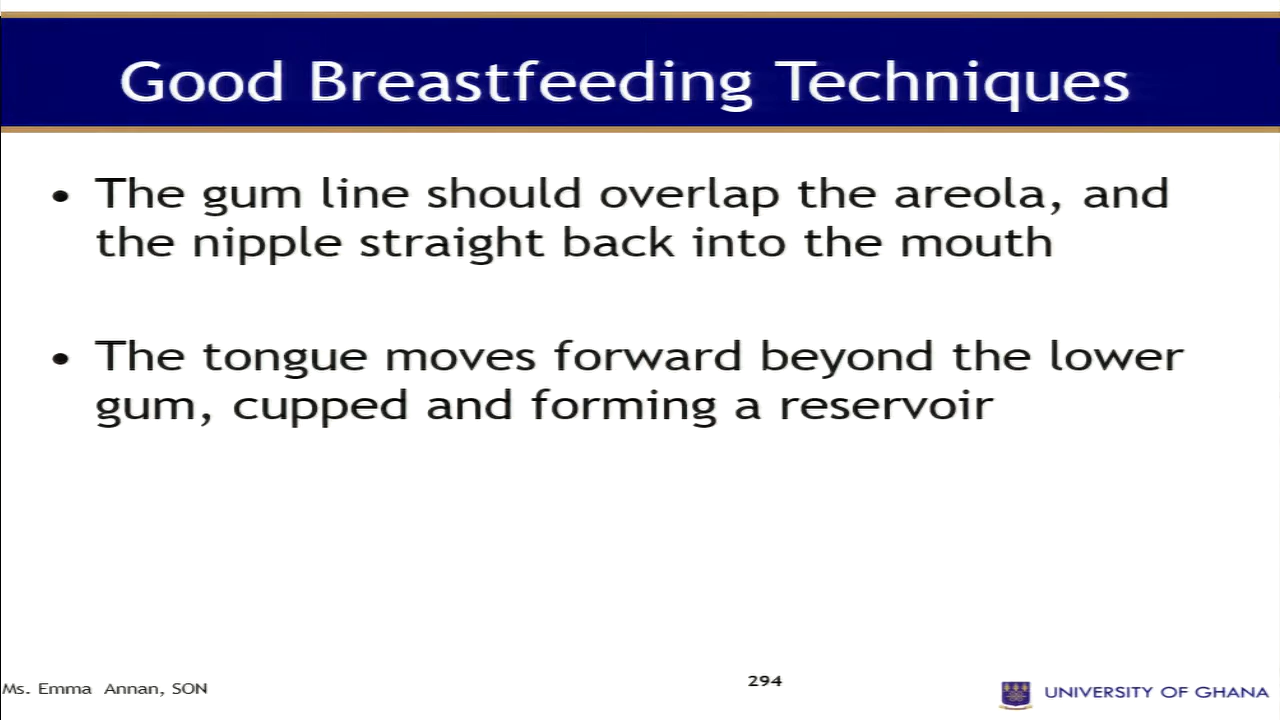 Good Breastfeeding Techniques
• The gum line should overlap the areola, and
the nipple straight back into the mouth
• The tongue moves forward beyond the lower
gum, cupped and forming a reservoir
Ms. Emma Annan, SON
294
UNIVERSITY OF GHANA